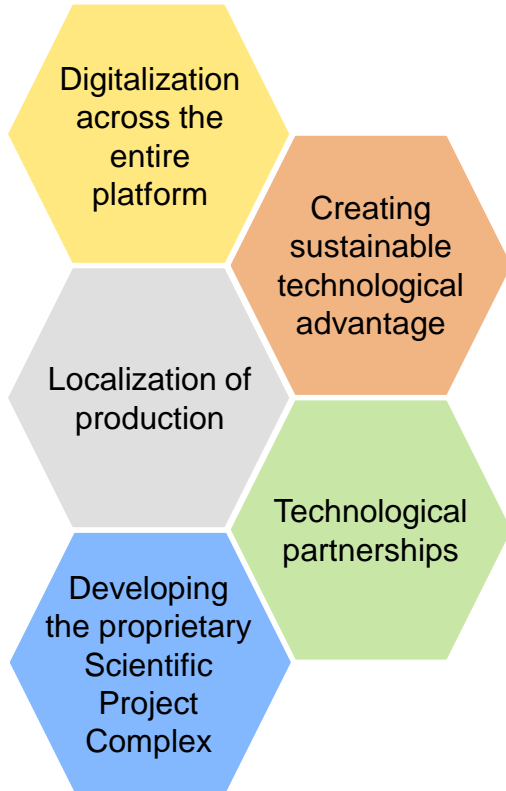 Digitalization
across the
entire
platform
Creating
sustainable
technological
advantage
Localization of
production
Technological
partnerships
Developing
the proprietary
Scientific
Project
Complex